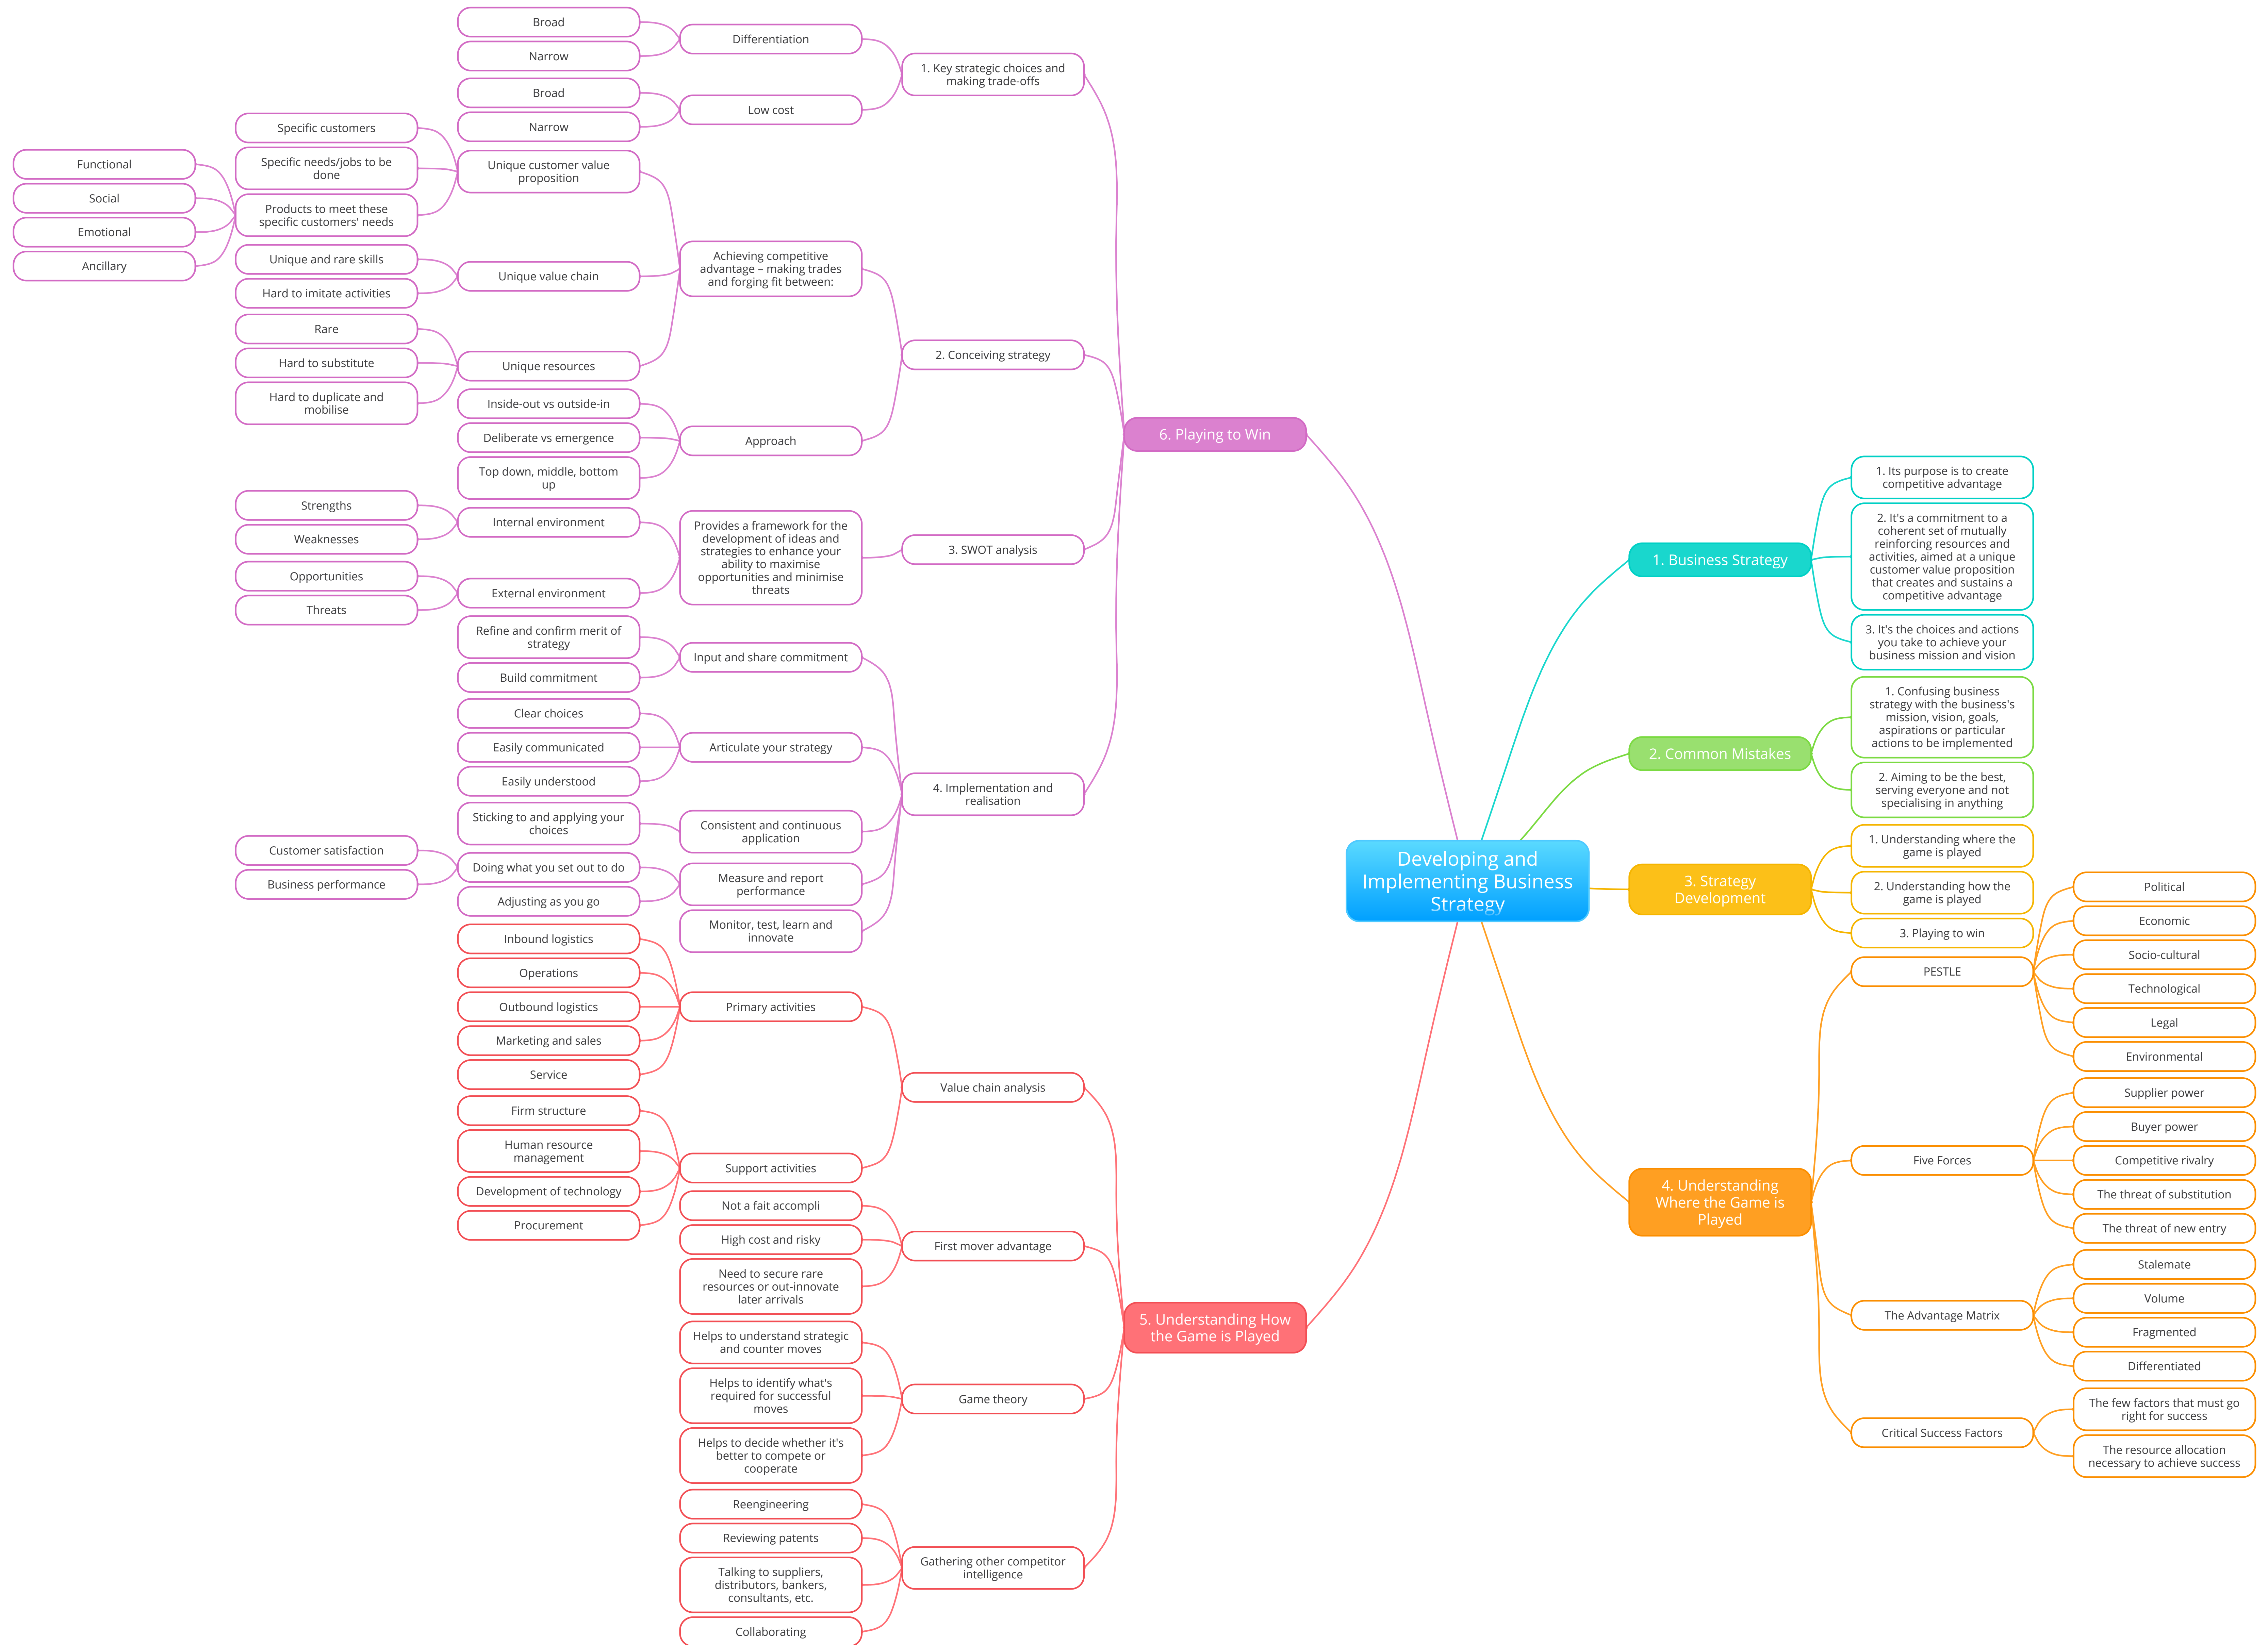 Developing and
Implementing Business
Strategy
1. Business Strategy
1. Its purpose is to create
competitive advantage
2. It's a commitment to a
coherent set of mutually
reinforcing resources and
activities, aimed at a unique
customer value proposition
that creates and sustains a
competitive advantage
3. It's the choices and actions
you take to achieve your
business mission and vision
2. Common Mistakes
1. Confusing business
strategy with the business's
mission, vision, goals,
aspirations or particular
actions to be implemented
2. Aiming to be the best,
serving everyone and not
specialising in anything
3. Strategy
Development
1. Understanding where the
game is played
2. Understanding how the
game is played
3. Playing to win
4. Understanding
Where the Game is
Played
PESTLE
Political
Economic
Socio-cultural
Technological
Legal
Environmental
Five Forces
Supplier power
Buyer power
Competitive rivalry
The threat of substitution
The threat of new entry
The Advantage Matrix
Stalemate
Volume
Fragmented
Differentiated
Critical Success Factors
The few factors that must go
right for success
The resource allocation
necessary to achieve success
5. Understanding How
the Game is Played
Value chain analysis
Primary activities
Inbound logistics
Operations
Outbound logistics
Marketing and sales
Service
Support activities
Firm structure
Human resource
management
Development of technology
Procurement
First mover advantage
Not a fait accompli
High cost and risky
Need to secure rare
resources or out-innovate
later arrivals
Game theory
Helps to understand strategic
and counter moves
Helps to identify what's
required for successful
moves
Helps to decide whether it's
better to compete or
cooperate
Gathering other competitor
intelligence
Reengineering
Reviewing patents
Talking to suppliers,
distributors, bankers,
consultants, etc.
Collaborating
6. Playing to Win
1. Key strategic choices and
making trade-offs
Differentiation
Broad
Narrow
Low cost
Broad
Narrow
2. Conceiving strategy
Achieving competitive
advantage – making trades
and forging fit between:
Unique customer value
proposition
Specific customers
Specific needs/jobs to be
done
Products to meet these
specific customers' needs
Functional
Social
Emotional
Ancillary
Unique value chain
Unique and rare skills
Hard to imitate activities
Unique resources
Rare
Hard to substitute
Hard to duplicate and
mobilise
Approach
Inside-out vs outside-in
Deliberate vs emergence
Top down, middle, bottom
up
3. SWOT analysis
Provides a framework for the
development of ideas and
strategies to enhance your
ability to maximise
opportunities and minimise
threats
Internal environment
Strengths
Weaknesses
External environment
Opportunities
Threats
4. Implementation and
realisation
Input and share commitment
Refine and confirm merit of
strategy
Build commitment
Articulate your strategy
Clear choices
Easily communicated
Easily understood
Consistent and continuous
application
Sticking to and applying your
choices
Measure and report
performance
Doing what you set out to do
Customer satisfaction
Business performance
Adjusting as you go
Monitor, test, learn and
innovate